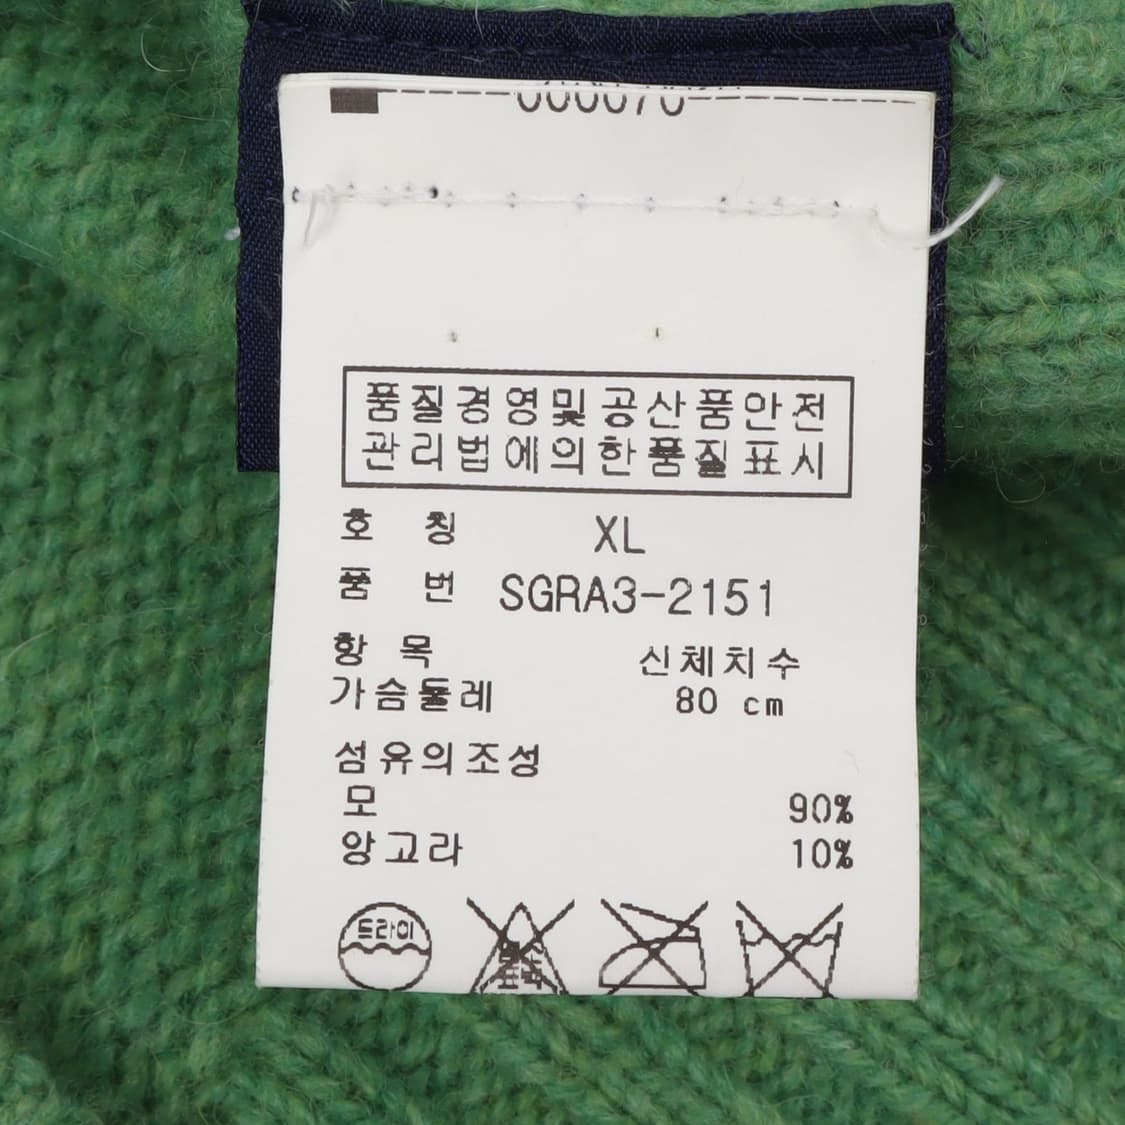 품질경영및공산품안전
관리법에의한품질표시
호 칭 XL
품 번 SGRA3-2151
항 목 신체치수
가슴둘레 80 cm
섬유의조성
모 90%
앙고라 10%
드라이